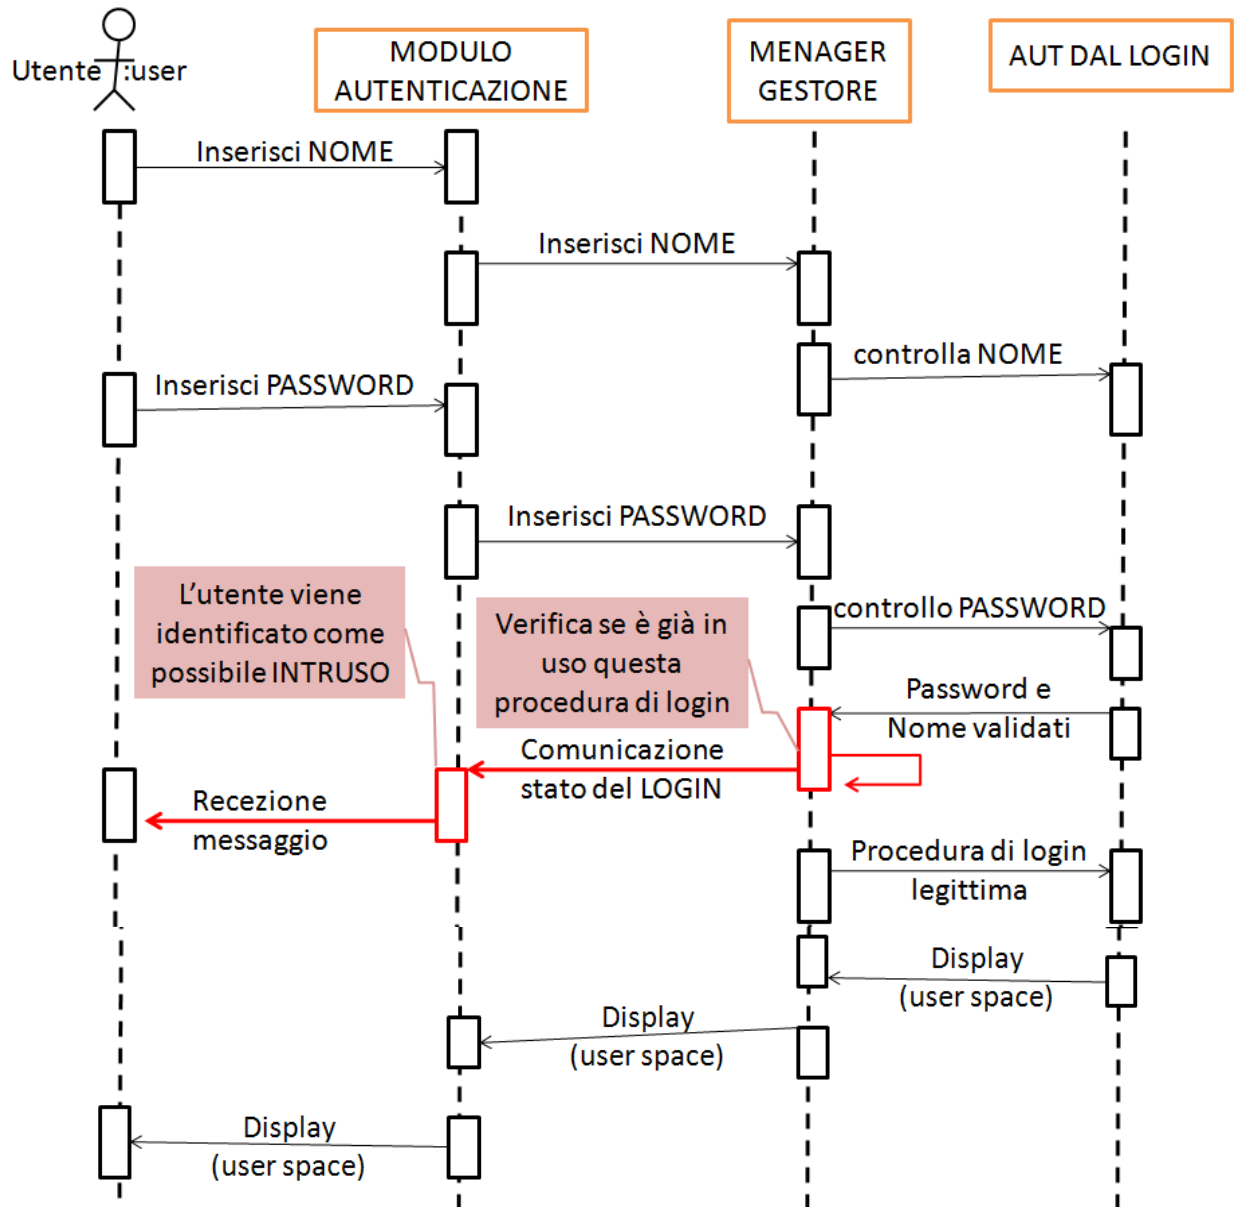 Utente :user
MODULO
AUTENTICAZIONE
MENAGER
GESTORE
AUT DAL LOGIN
Inserisci NOME
Inserisci NOME
controlla NOME
Inserisci PASSWORD
Inserisci PASSWORD
L'utente viene
identificato come
possibile INTRUSO
Verifica se è già in
uso questa
procedura di login
controllo PASSWORD
Password e
Nome validati
Comunicazione
stato del LOGIN
Recezione
messaggio
Procedura di login
legittima
Display
(user space)
Display
(user space)
Display
(user space)